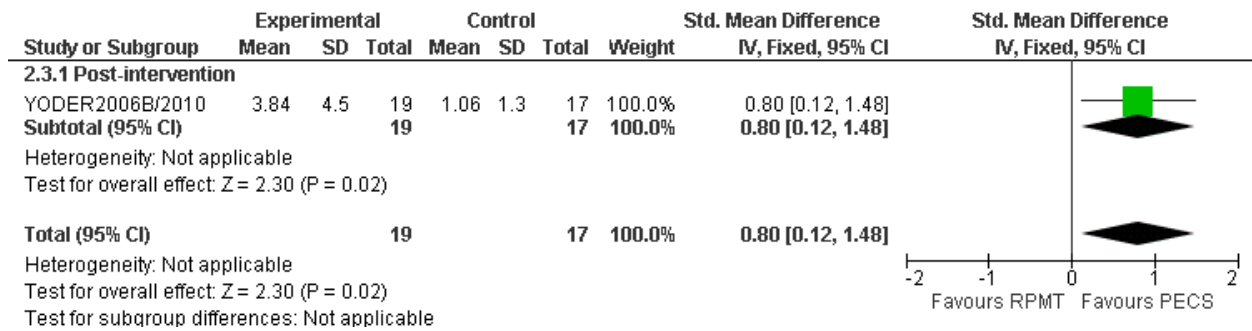 Experimental Control Std. Mean Difference Std. Mean Difference
Study or Subgroup Mean SD Total Mean SD Total Weight IV, Fixed, 95% CI IV, Fixed, 95% CI
2.3.1 Post-intervention
YODER2006B/2010 3.84 4.5 19 1.06 1.3 17 100.0% 0.80 [0.12, 1.48]
Subtotal (95% CI) 19 17 100.0% 0.80 [0.12, 1.48]
Heterogeneity: Not applicable
Test for overall effect: Z = 2.30 (P = 0.02)
Total (95% CI) 19 17 100.0% 0.80 [0.12, 1.48]
Heterogeneity: Not applicable
Test for overall effect: Z = 2.30 (P = 0.02)
Test for subgroup differences: Not applicable
-2 -1 0 1 2
Favours RPMT Favours PECS